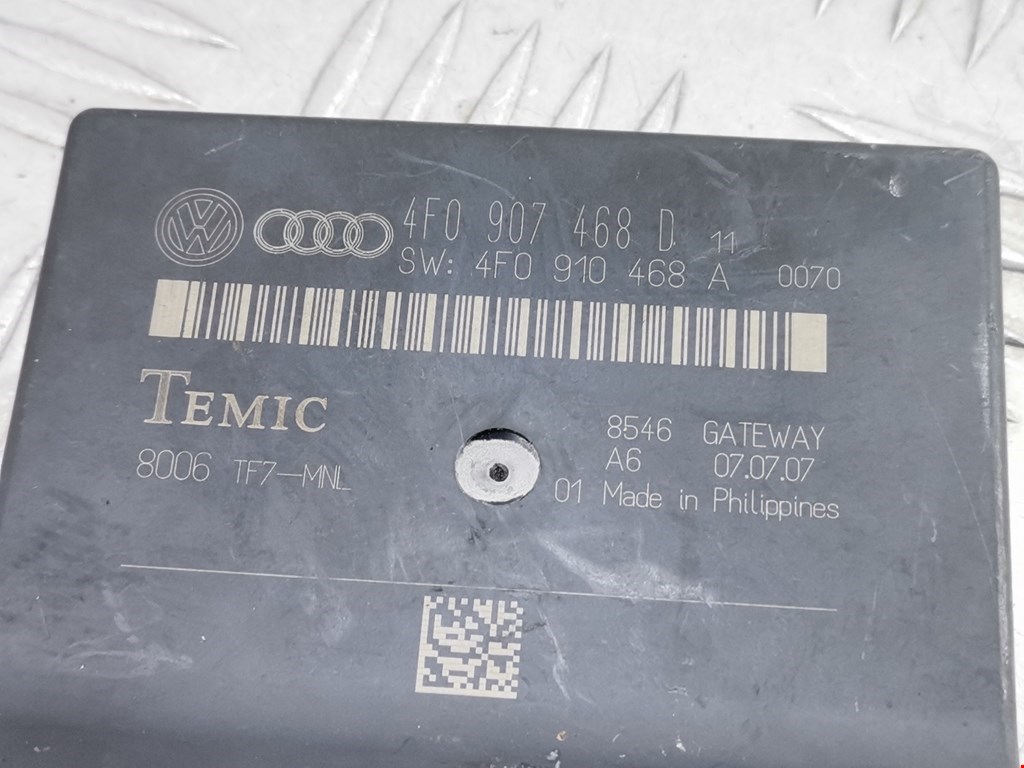 4F0 907 468 D 11
SW: 4F0 910 468 A 0070
TEMIC
8006 TF7-MNL
8546 GATEWAY
A6 07.07.07
01 Made in Philippines